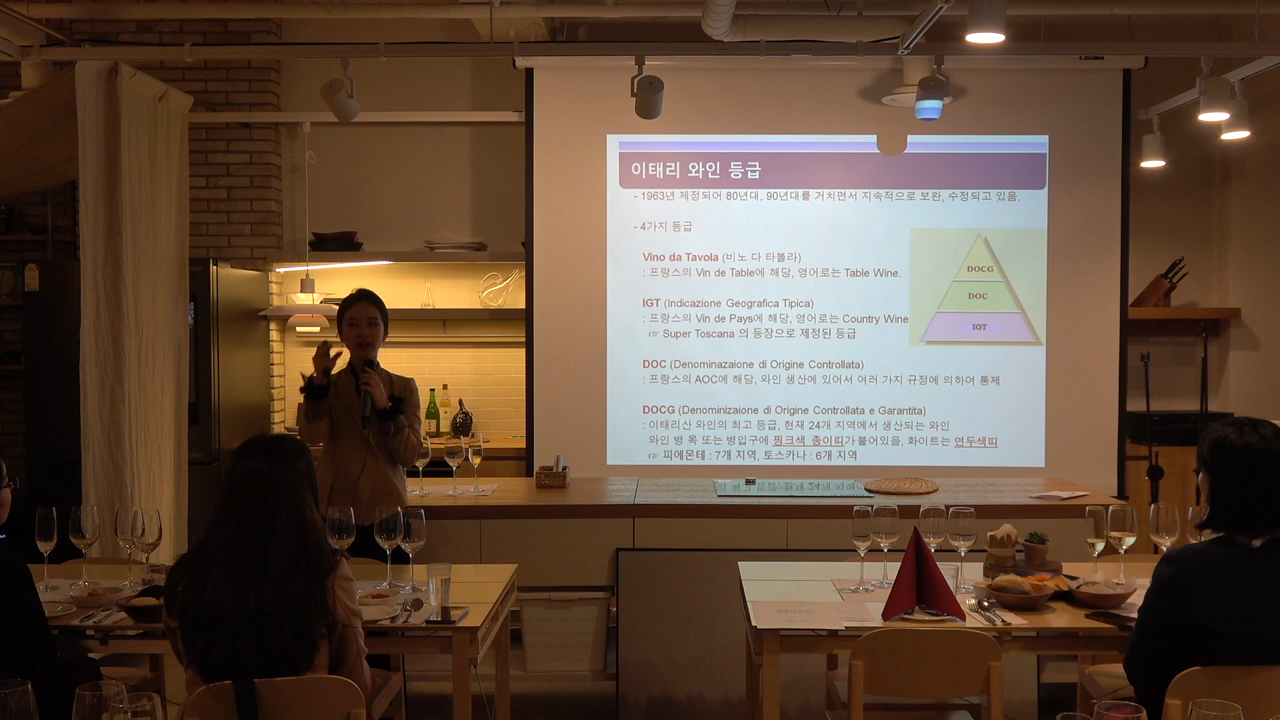 이태리 와인 등급
- 1963년 제정되어 80년대, 90년대를 거치면서 지속적으로 보완, 수정되고 있음.
- 4가지 등급
Vino da Tavola (비노 다 타볼라)
: 프랑스의 Vin de Table에 해당, 영어로는 Table Wine.
IGT (Indicazione Geografica Tipica)
: 프랑스의 Vin de Pays에 해당, 영어로는 Country Wine
☞ Super Toscana 의 등장으로 제정된 등급
DOC (Denominazaione di Origine Controllata)
: 프랑스의 AOC에 해당, 와인 생산에 있어서 여러 가지 규정에 의하여 통제
DOCG (Denominizaione di Origine Controllata e Garantita)
: 이태리산 와인의 최고 등급, 현재 24개 지역에서 생산되는 와인
와인 병 목 또는 병입구에 핑크색 종이띠가 붙어있음, 화이트는 연두색띠
☞ 피에몬테 : 7개 지역, 토스카나 : 6개 지역
DOCG
DOC
IGT